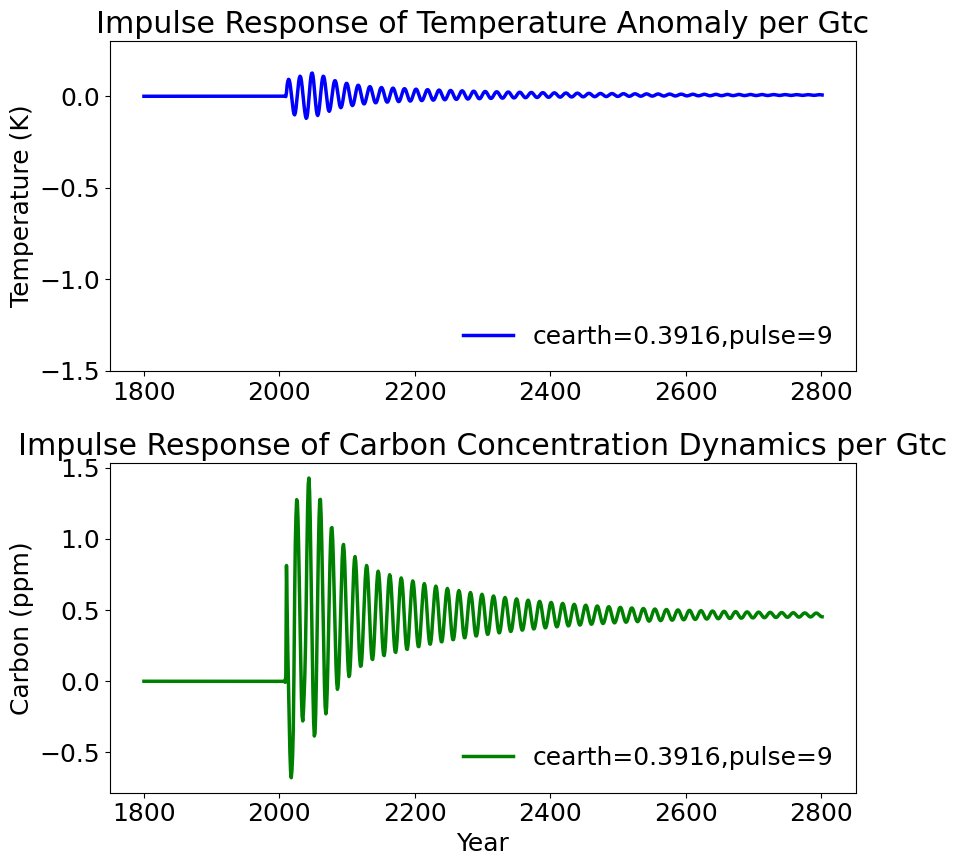 Impulse Response of Temperature Anomaly per Gtc
Temperature (K)
0.0
−0.5
−1.0
−1.5
cearth=0.3916,pulse=9
1800 2000 2200 2400 2600 2800
Impulse Response of Carbon Concentration Dynamics per Gtc
Carbon (ppm)
1.5
1.0
0.5
0.0
−0.5
cearth=0.3916,pulse=9
1800 2000 2200 2400 2600 2800
Year